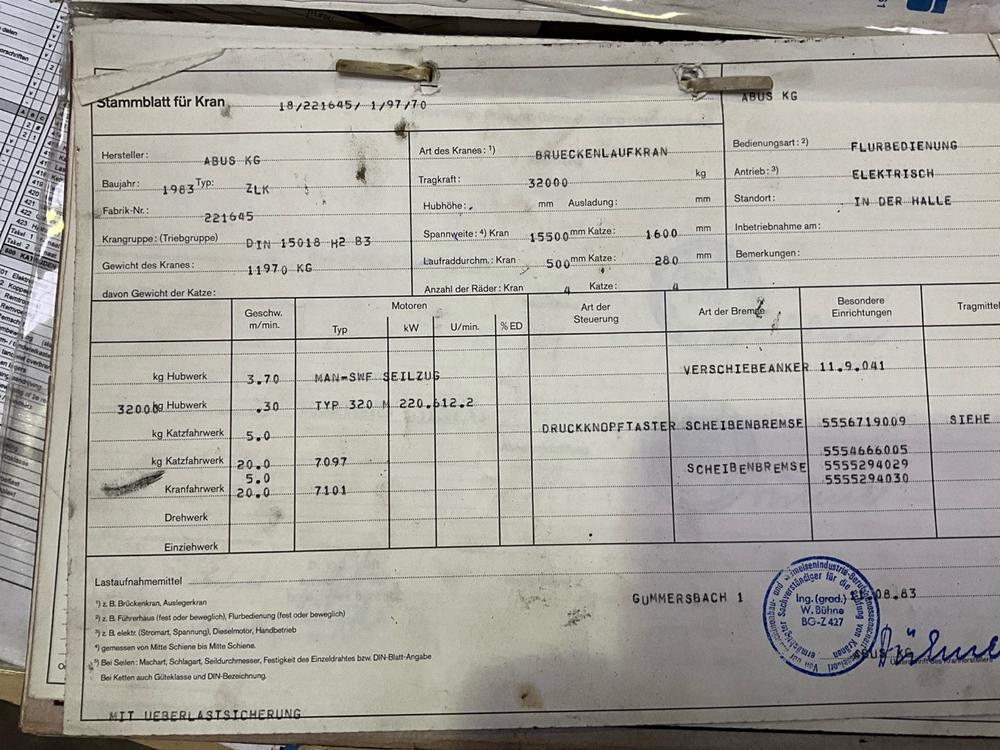 Stammblatt für Kran 18/221645/ 1/97/70
ABUS KG
Hersteller: ABUS KG
Baujahr: 1983 Typ: ZLK
Fabrik-Nr.: 221645
Krangruppe: (Triebgruppe) DIN 15018 H2 B3
Gewicht des Kranes: 11970 KG
davon Gewicht der Katze:
Art des Kranes: ¹) BRUECKENLAUFKRAN
Tragkraft: 32000 kg
Hubhöhe: mm Ausladung: mm
Spannweite: ⁴) Kran 15500 mm Katze: 1600 mm
Laufraddurchm.: Kran 500 mm Katze: 280 mm
Anzahl der Räder: Kran 4 Katze: 4
Bedienungsart: ²) FLURBEDIENUNG
Antrieb: ³) ELEKTRISCH
Standort: IN DER HALLE
Inbetriebnahme am:
Bemerkungen:
Geschw. m/min. Motoren Art der Steuerung Art der Bremse Besondere Einrichtungen Tragmittel
Typ kW U/min. % ED
kg Hubwerk 3.70 MAN-SWF SEILZUG VERSCHIEBEANKER 11.9.041
32000 kg Hubwerk .30 TYP 320 M 220.612.2
kg Katzfahrwerk 5.0 DRUCKKNOPFTASTER SCHEIBENBREMSE 5556719009 SIEHE
5554666005
kg Katzfahrwerk 20.0 7097 SCHEIBENBREMSE 5555294029
5.0 5555294030
Kranfahrwerk 20.0 7101
Drehwerk
Einziehwerk
Lastaufnahmemittel
GUMMERSBACH 1 .08.83
Ing. (grad.)
W. Bühne
BG-Z 427
¹) z. B. Brückenkran, Auslegerkran
²) z. B. Führerhaus (fest oder beweglich), Flurbedienung (fest oder beweglich)
³) z. B. elektr. (Stromart, Spannung), Dieselmotor, Handbetrieb
⁴) gemessen von Mitte Schiene bis Mitte Schiene.
⁵) Bei Seilen: Machart, Schlagart, Seildurchmesser, Festigkeit des Einzeldrahtes bzw. DIN-Blatt-Angabe
Bei Ketten auch Güteklasse und DIN-Bezeichnung.
MIT UEBERLASTSICHERUNG